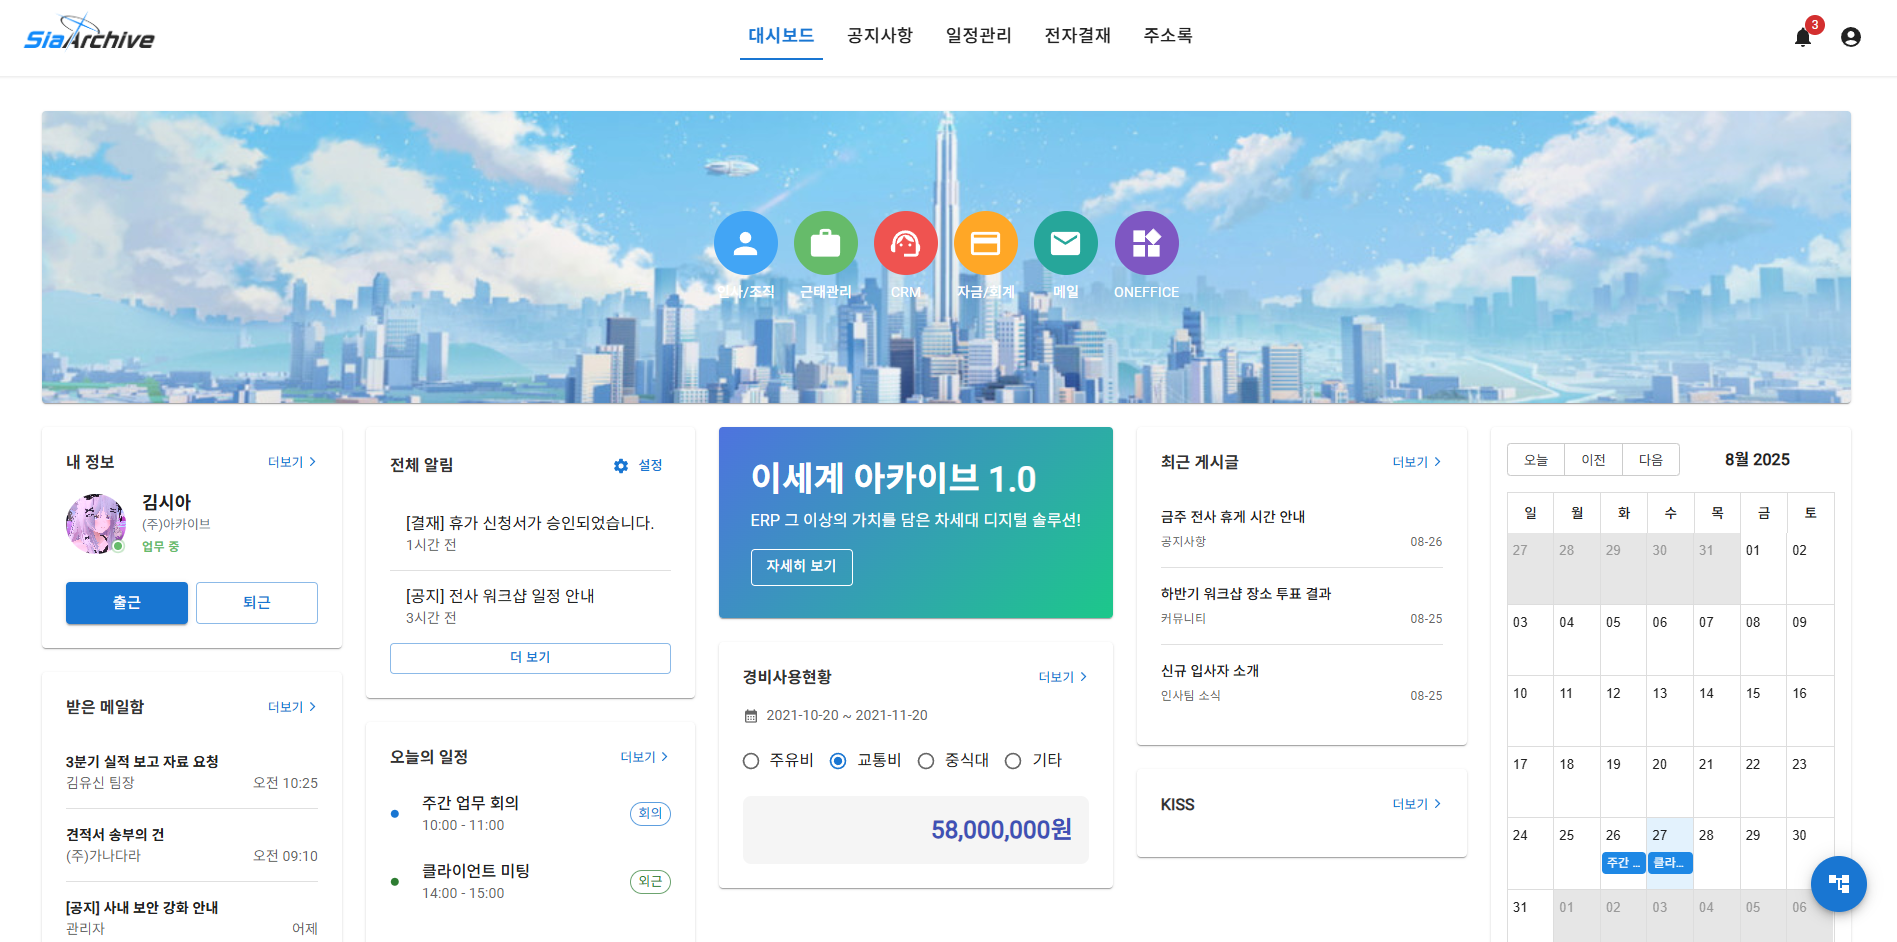 SiaArchive
대시보드 공지사항 일정관리 전자결재 주소록
3
인사/조직 근태관리 CRM 자금/회계 메일 ONEFFICE
내 정보 더보기
김시아
(주)아카이브
업무 중
출근 퇴근
받은 메일함 더보기
3분기 실적 보고 자료 요청
김유신 팀장 오전 10:25
견적서 송부의 건
(주)가나다라 오전 09:10
[공지] 사내 보안 강화 안내
관리자 어제
전체 알림 설정
[결재] 휴가 신청서가 승인되었습니다.
1시간 전
[공지] 전사 워크샵 일정 안내
3시간 전
더 보기
오늘의 일정 더보기
주간 업무 회의
10:00 - 11:00
회의
클라이언트 미팅
14:00 - 15:00
외근
이세계 아카이브 1.0
ERP 그 이상의 가치를 담은 차세대 디지털 솔루션!
자세히 보기
경비사용현황 더보기
2021-10-20 ~ 2021-11-20
주유비 교통비 중식대 기타
58,000,000원
최근 게시글 더보기
금주 전사 휴게 시간 안내
공지사항 08-26
하반기 워크샵 장소 투표 결과
커뮤니티 08-25
신규 입사자 소개
인사팀 소식 08-25
KISS 더보기
오늘 이전 다음 8월 2025
일 월 화 수 목 금 토
27 28 29 30 31 01 02
03 04 05 06 07 08 09
10 11 12 13 14 15 16
17 18 19 20 21 22 23
24 25 26 27 28 29 30
주간 ... 클라...
31 01 02 03 04 05 06